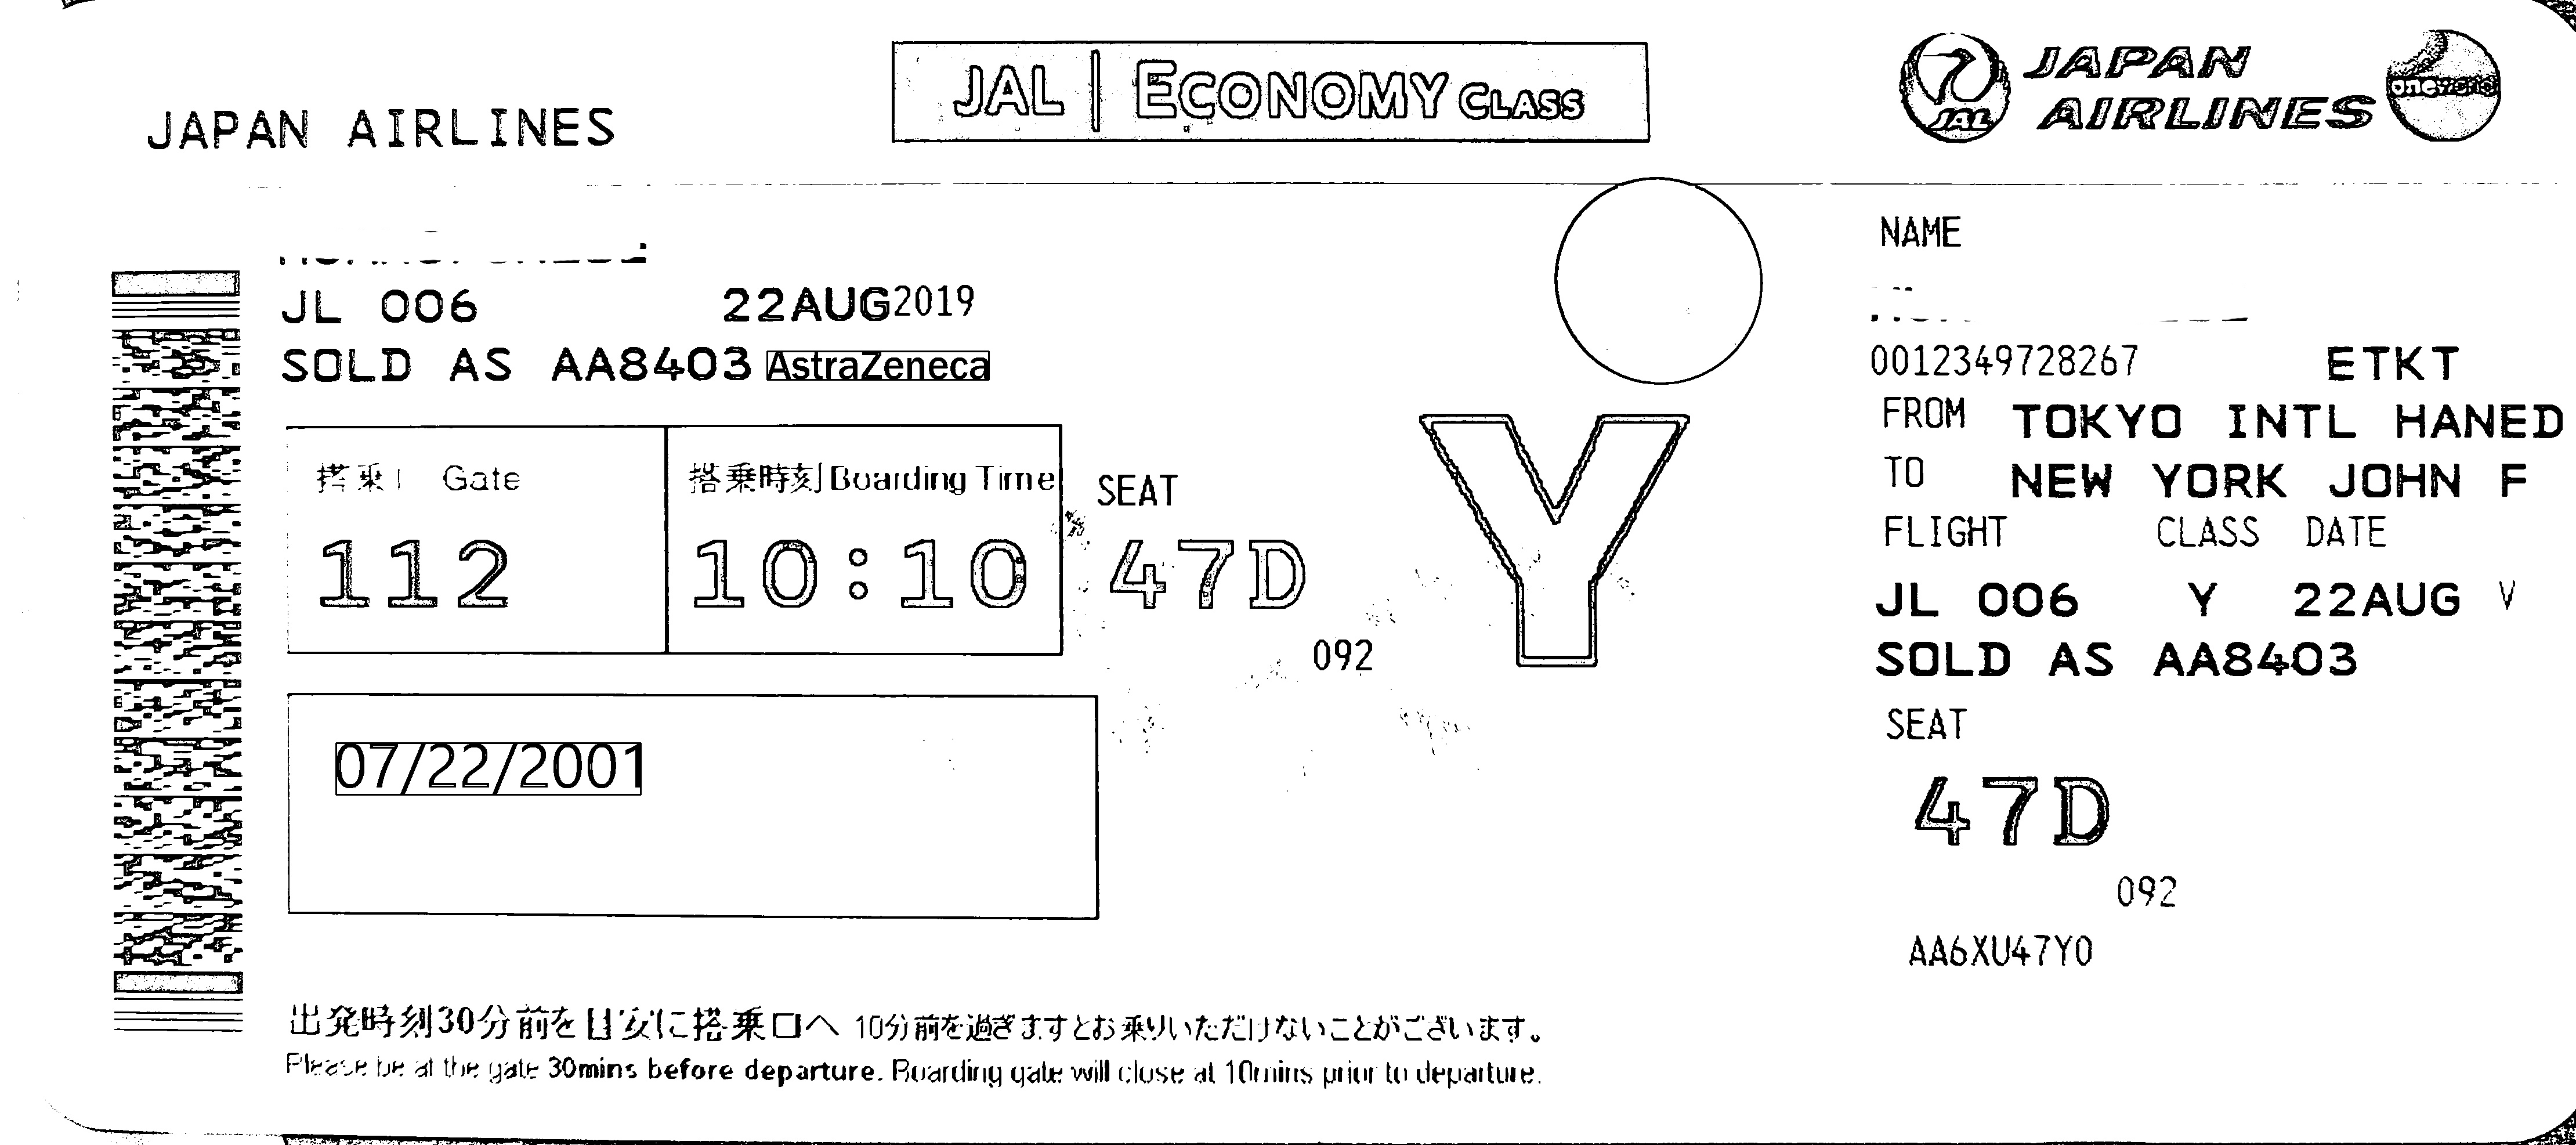 JAPAN AIRLINES
JAL | ECONOMY CLASS
JAL
JAPAN
AIRLINES
oneworld
JL 006 22AUG2019
SOLD AS AA8403 AstraZeneca
搭乗口 Gate
搭乗時刻 Boarding Time
SEAT
112
10:10
47D
092
Y
07/22/2001
出発時刻30分前を目安に搭乗口へ 10分前を過ぎますとお乗りいただけないことがございます。
Please be at the gate 30mins before departure. Boarding gate will close at 10mins prior to departure.
NAME
0012349728267 ETKT
FROM TOKYO INTL HANED
TO NEW YORK JOHN F
FLIGHT CLASS DATE
JL 006 Y 22AUG V
SOLD AS AA8403
SEAT
47D
092
AA6XU47Y0